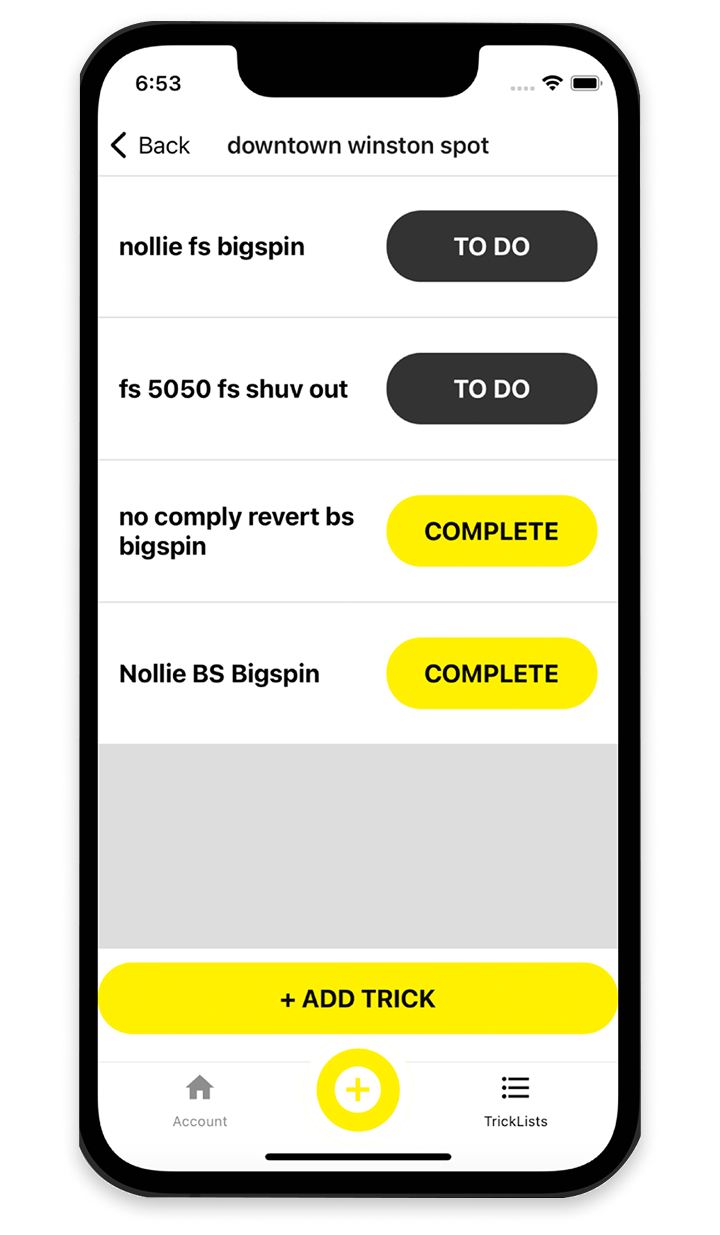 6:53
Back
downtown winston spot
nollie fs bigspin
TO DO
fs 5050 fs shuv out
TO DO
no comply revert bs
bigspin
COMPLETE
Nollie BS Bigspin
COMPLETE
+ ADD TRICK
Account
TrickLists